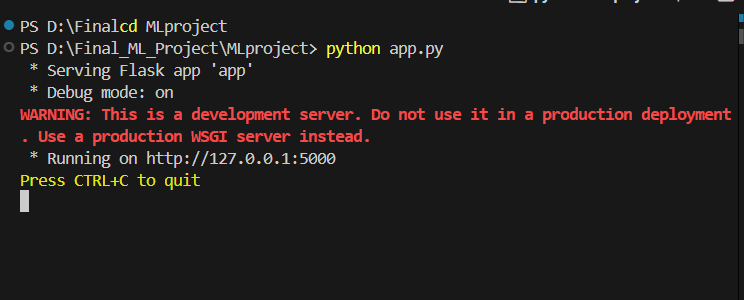 PS D:\Finalcd MLproject
PS D:\Final_ML_Project\MLproject> python app.py
 * Serving Flask app 'app'
 * Debug mode: on
WARNING: This is a development server. Do not use it in a production deployment
. Use a production WSGI server instead.
 * Running on http://127.0.0.1:5000
Press CTRL+C to quit